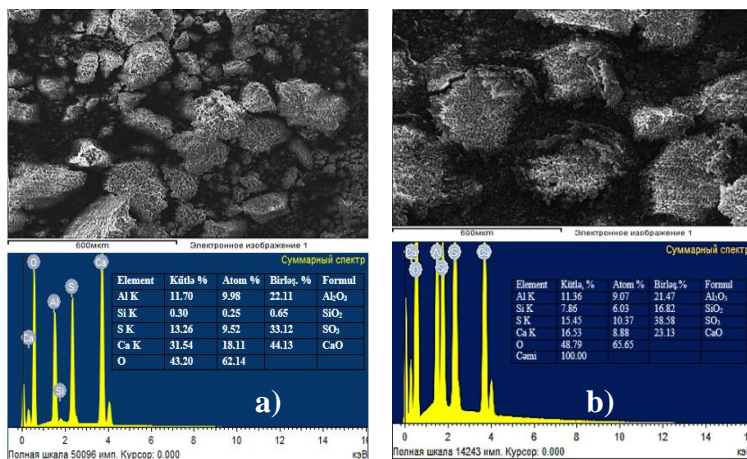 600мкм Электронное изображение 1
Суммарный спектр
O Ca S Al Ca Si
Element Kütlə % Atom % Birləş.% Formul
Al K 11.70 9.98 22.11 Al₂O₃
Si K 0.30 0.25 0.65 SiO₂
S K 13.26 9.52 33.12 SO₃
Ca K 31.54 18.11 44.13 CaO
O 43.20 62.14
a)
0 2 4 6 8 10 12 14 16
Полная шкала 50096 имп. Курсор: 0.000 кэВ
600мкм Электронное изображение 1
Суммарный спектр
Ca Al S Ca O Si
Element Kütlə, % Atom % Birləş.% Formul
Al K 11.36 9.07 21.47 Al₂O₃
Si K 7.86 6.03 16.82 SiO₂
S K 15.45 10.37 38.58 SO₃
Ca K 16.53 8.88 23.13 CaO
O 48.79 65.65
Cəmi 100.00
b)
0 2 4 6 8 10 12 14
Полная шкала 14243 имп. Курсор: 0.000 кэВ